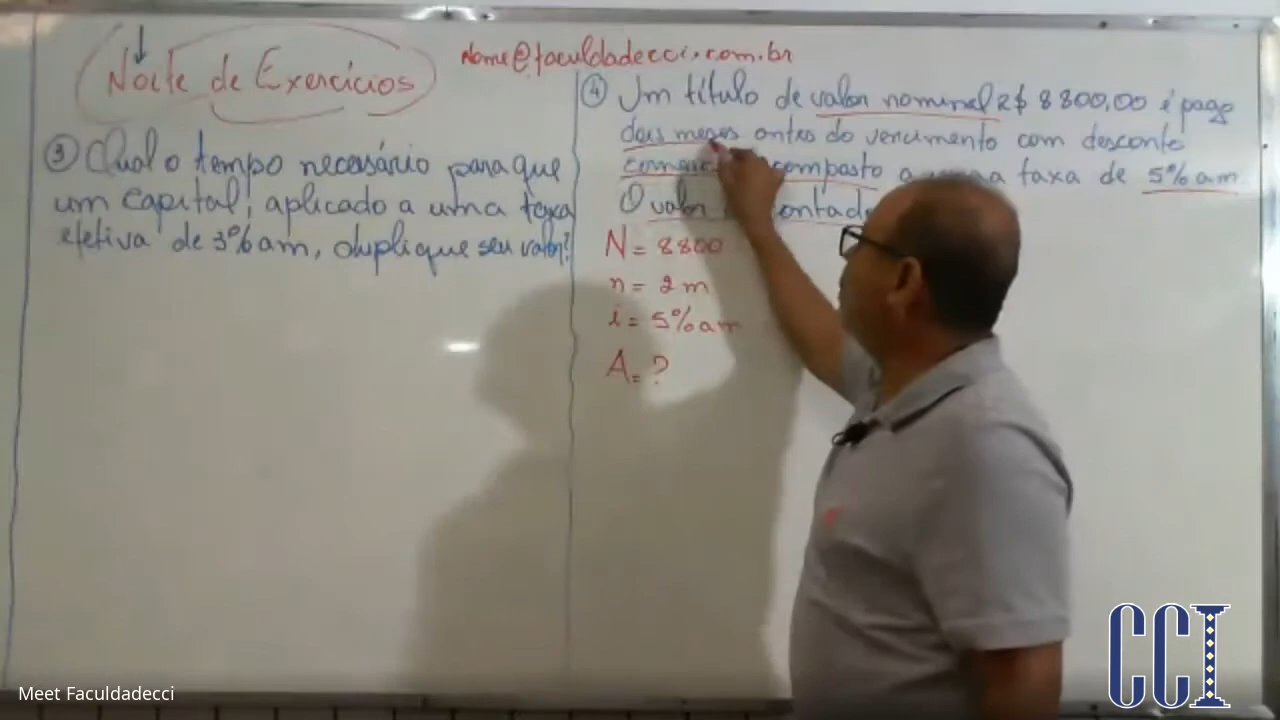 Noite de Exercícios
nome@faculdadecci.com.br
③ Qual o tempo necessário para que
um capital, aplicado a uma taxa
efetiva de 3% am, duplique seu valor?
④ Um título de valor nominal R$ 8800,00 é pago
dois meses antes do vencimento com desconto
composto a uma taxa de 5% am
O valor
N = 8800
n = 2 m
i = 5% am
A = ?
Meet Faculdadecci
CCI